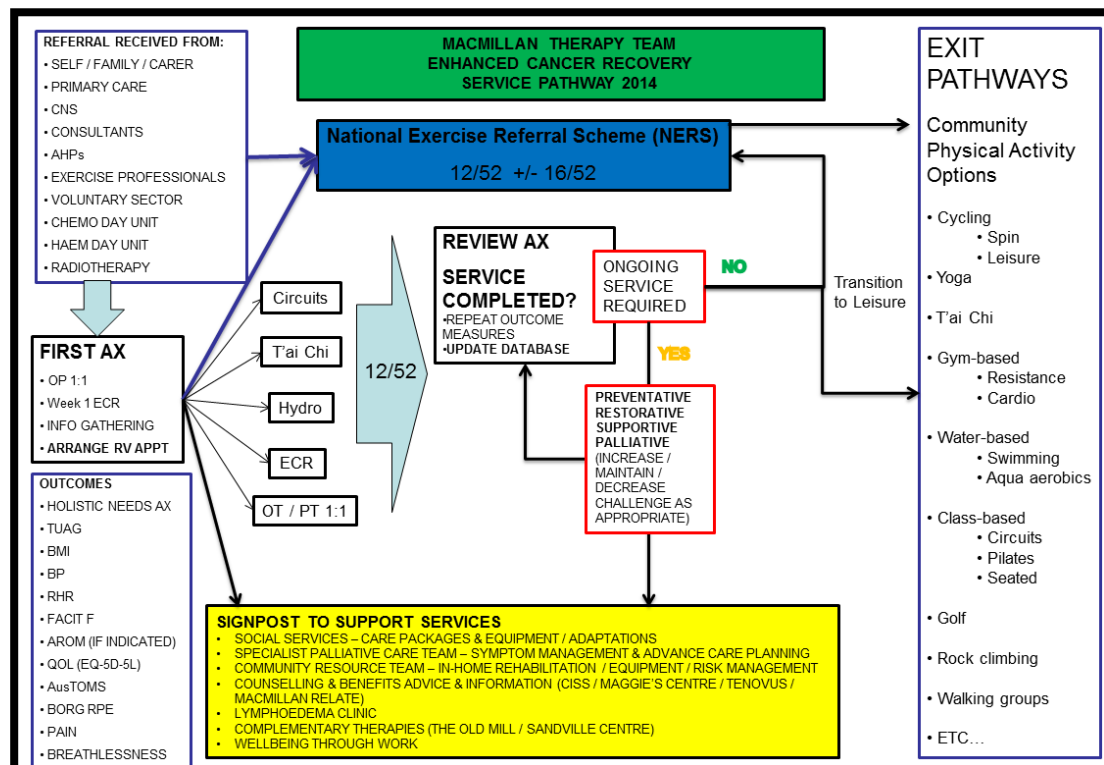 REFERRAL RECEIVED FROM:
• SELF / FAMILY / CARER
• PRIMARY CARE
• CNS
• CONSULTANTS
• AHPs
• EXERCISE PROFESSIONALS
• VOLUNTARY SECTOR
• CHEMO DAY UNIT
• HAEM DAY UNIT
• RADIOTHERAPY
MACMILLAN THERAPY TEAM
ENHANCED CANCER RECOVERY
SERVICE PATHWAY 2014
National Exercise Referral Scheme (NERS)
12/52 +/- 16/52
FIRST AX
• OP 1:1
• Week 1 ECR
• INFO GATHERING
• ARRANGE RV APPT
Circuits
T'ai Chi
Hydro
ECR
OT / PT 1:1
12/52
REVIEW AX
SERVICE
COMPLETED?
•REPEAT OUTCOME
MEASURES
•UPDATE DATABASE
ONGOING
SERVICE
REQUIRED
NO
YES
Transition
to Leisure
PREVENTATIVE
RESTORATIVE
SUPPORTIVE
PALLIATIVE
(INCREASE /
MAINTAIN /
DECREASE
CHALLENGE AS
APPROPRIATE)
OUTCOMES
• HOLISTIC NEEDS AX
• TUAG
• BMI
• BP
• RHR
• FACIT F
• AROM (IF INDICATED)
• QOL (EQ-5D-5L)
• AusTOMS
• BORG RPE
• PAIN
• BREATHLESSNESS
SIGNPOST TO SUPPORT SERVICES
• SOCIAL SERVICES – CARE PACKAGES & EQUIPMENT / ADAPTATIONS
• SPECIALIST PALLIATIVE CARE TEAM – SYMPTOM MANAGEMENT & ADVANCE CARE PLANNING
• COMMUNITY RESOURCE TEAM – IN-HOME REHABILITATION / EQUIPMENT / RISK MANAGEMENT
• COUNSELLING & BENEFITS ADVICE & INFORMATION (CISS / MAGGIE'S CENTRE / TENOVUS /
MACMILLAN RELATE)
• LYMPHOEDEMA CLINIC
• COMPLEMENTARY THERAPIES (THE OLD MILL / SANDVILLE CENTRE)
• WELLBEING THROUGH WORK
EXIT
PATHWAYS
Community
Physical Activity
Options
• Cycling
• Spin
• Leisure
• Yoga
• T'ai Chi
• Gym-based
• Resistance
• Cardio
• Water-based
• Swimming
• Aqua aerobics
• Class-based
• Circuits
• Pilates
• Seated
• Golf
• Rock climbing
• Walking groups
• ETC…